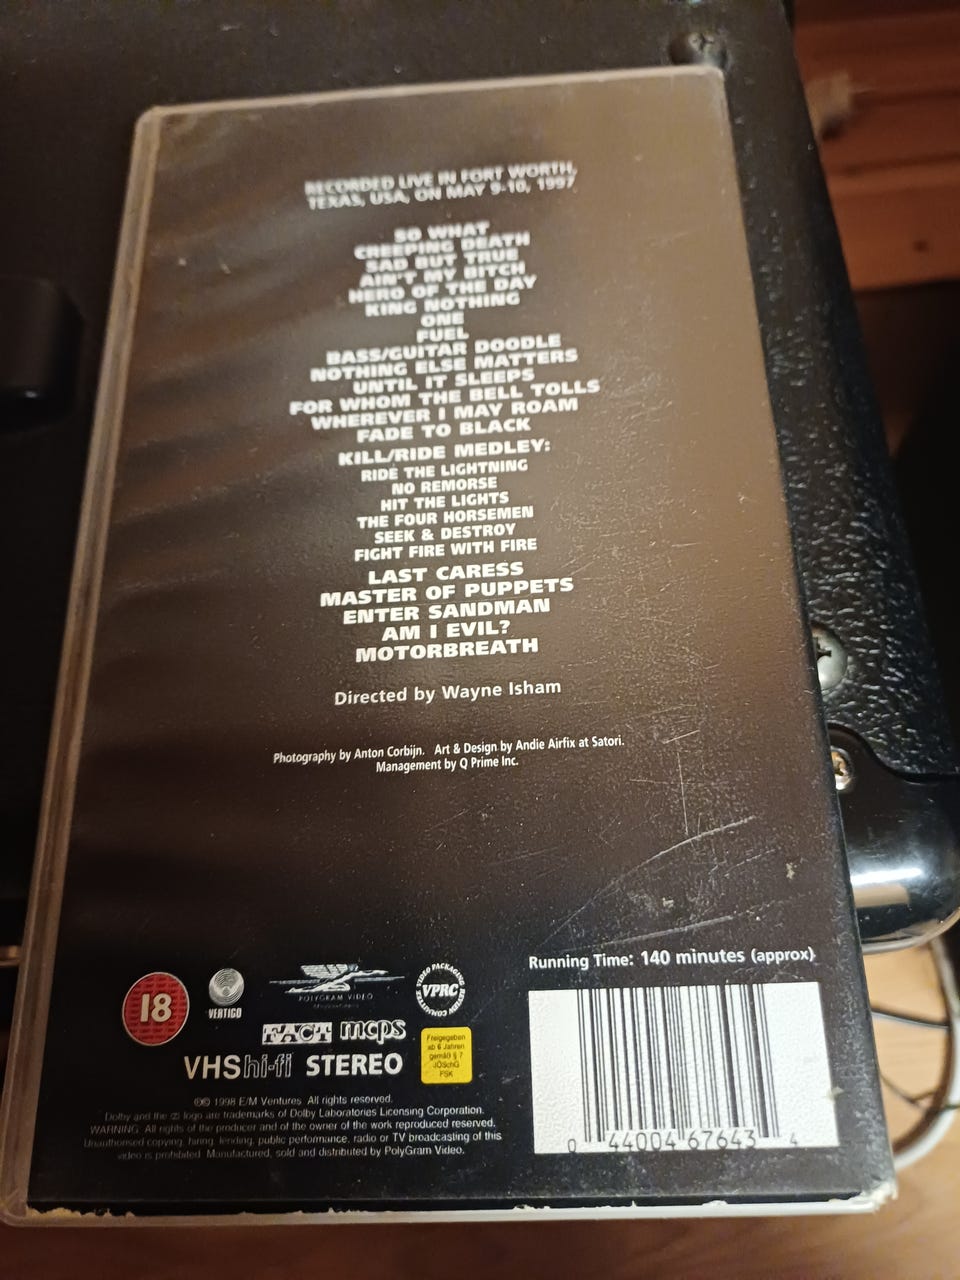 RECORDED LIVE IN FORT WORTH,
TEXAS, USA, ON MAY 9-10, 1997
SO WHAT
CREEPING DEATH
SAD BUT TRUE
AIN'T MY BITCH
HERO OF THE DAY
KING NOTHING
ONE
FUEL
BASS/GUITAR DOODLE
NOTHING ELSE MATTERS
UNTIL IT SLEEPS
FOR WHOM THE BELL TOLLS
WHEREVER I MAY ROAM
FADE TO BLACK
KILL/RIDE MEDLEY:
RIDE THE LIGHTNING
NO REMORSE
HIT THE LIGHTS
THE FOUR HORSEMEN
SEEK & DESTROY
FIGHT FIRE WITH FIRE
LAST CARESS
MASTER OF PUPPETS
ENTER SANDMAN
AM I EVIL?
MOTORBREATH
Directed by Wayne Isham
Photography by Anton Corbijn. Art & Design by Andie Airfix at Satori.
Management by Q Prime Inc.
Running Time: 140 minutes (approx)
18
VERTIGO
POLYGRAM VIDEO
VIDEO PACKAGING REVIEW COMMITTEE
VPRC
FACT mcps
VHS hi-fi STEREO
Freigegeben
ab 6 Jahren
gemäß § 7
JÖSchG
FSK
℗© 1998 E/M Ventures. All rights reserved.
Dolby and the logo are trademarks of Dolby Laboratories Licensing Corporation.
WARNING: All rights of the producer and of the owner of the work reproduced reserved.
Unauthorised copying, hiring, lending, public performance, radio or TV broadcasting of this
video is prohibited. Manufactured, sold and distributed by PolyGram Video.
0 44004 67643 4